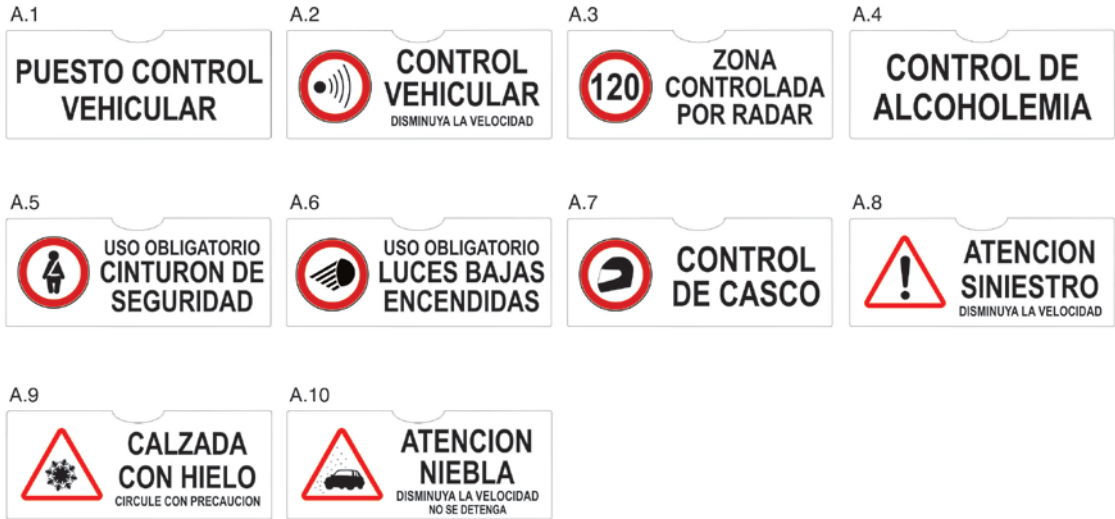 A.1
PUESTO CONTROL
VEHICULAR
A.2
CONTROL
VEHICULAR
DISMINUYA LA VELOCIDAD
A.3
120
ZONA
CONTROLADA
POR RADAR
A.4
CONTROL DE
ALCOHOLEMIA
A.5
USO OBLIGATORIO
CINTURON DE
SEGURIDAD
A.6
USO OBLIGATORIO
LUCES BAJAS
ENCENDIDAS
A.7
CONTROL
DE CASCO
A.8
ATENCION
SINIESTRO
DISMINUYA LA VELOCIDAD
A.9
CALZADA
CON HIELO
CIRCULE CON PRECAUCION
A.10
ATENCION
NIEBLA
DISMINUYA LA VELOCIDAD
NO SE DETENGA